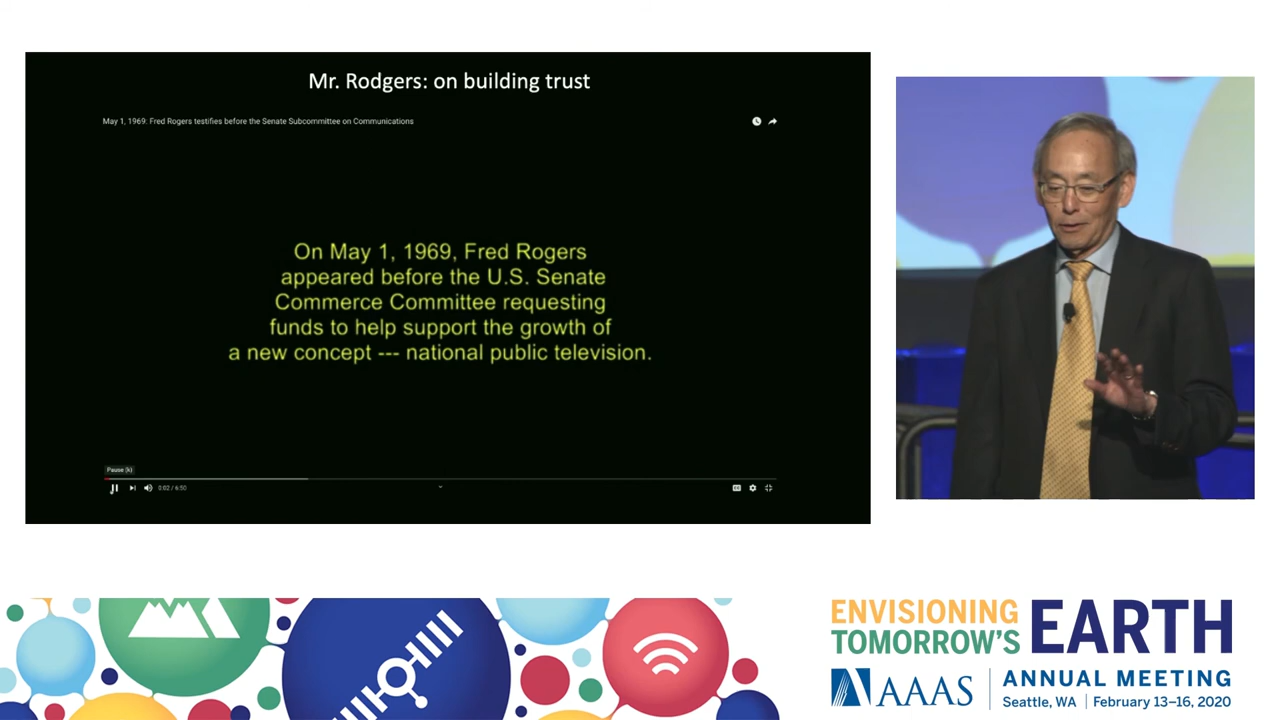 Mr. Rodgers: on building trust
May 1, 1969: Fred Rogers testifies before the Senate Subcommittee on Communications
On May 1, 1969, Fred Rogers
appeared before the U.S. Senate
Commerce Committee requesting
funds to help support the growth of
a new concept --- national public television.
Pause (k)
0:02 / 6:50
ENVISIONING
TOMORROW'S
EARTH
AAAS
ANNUAL MEETING
Seattle, WA | February 13–16, 2020